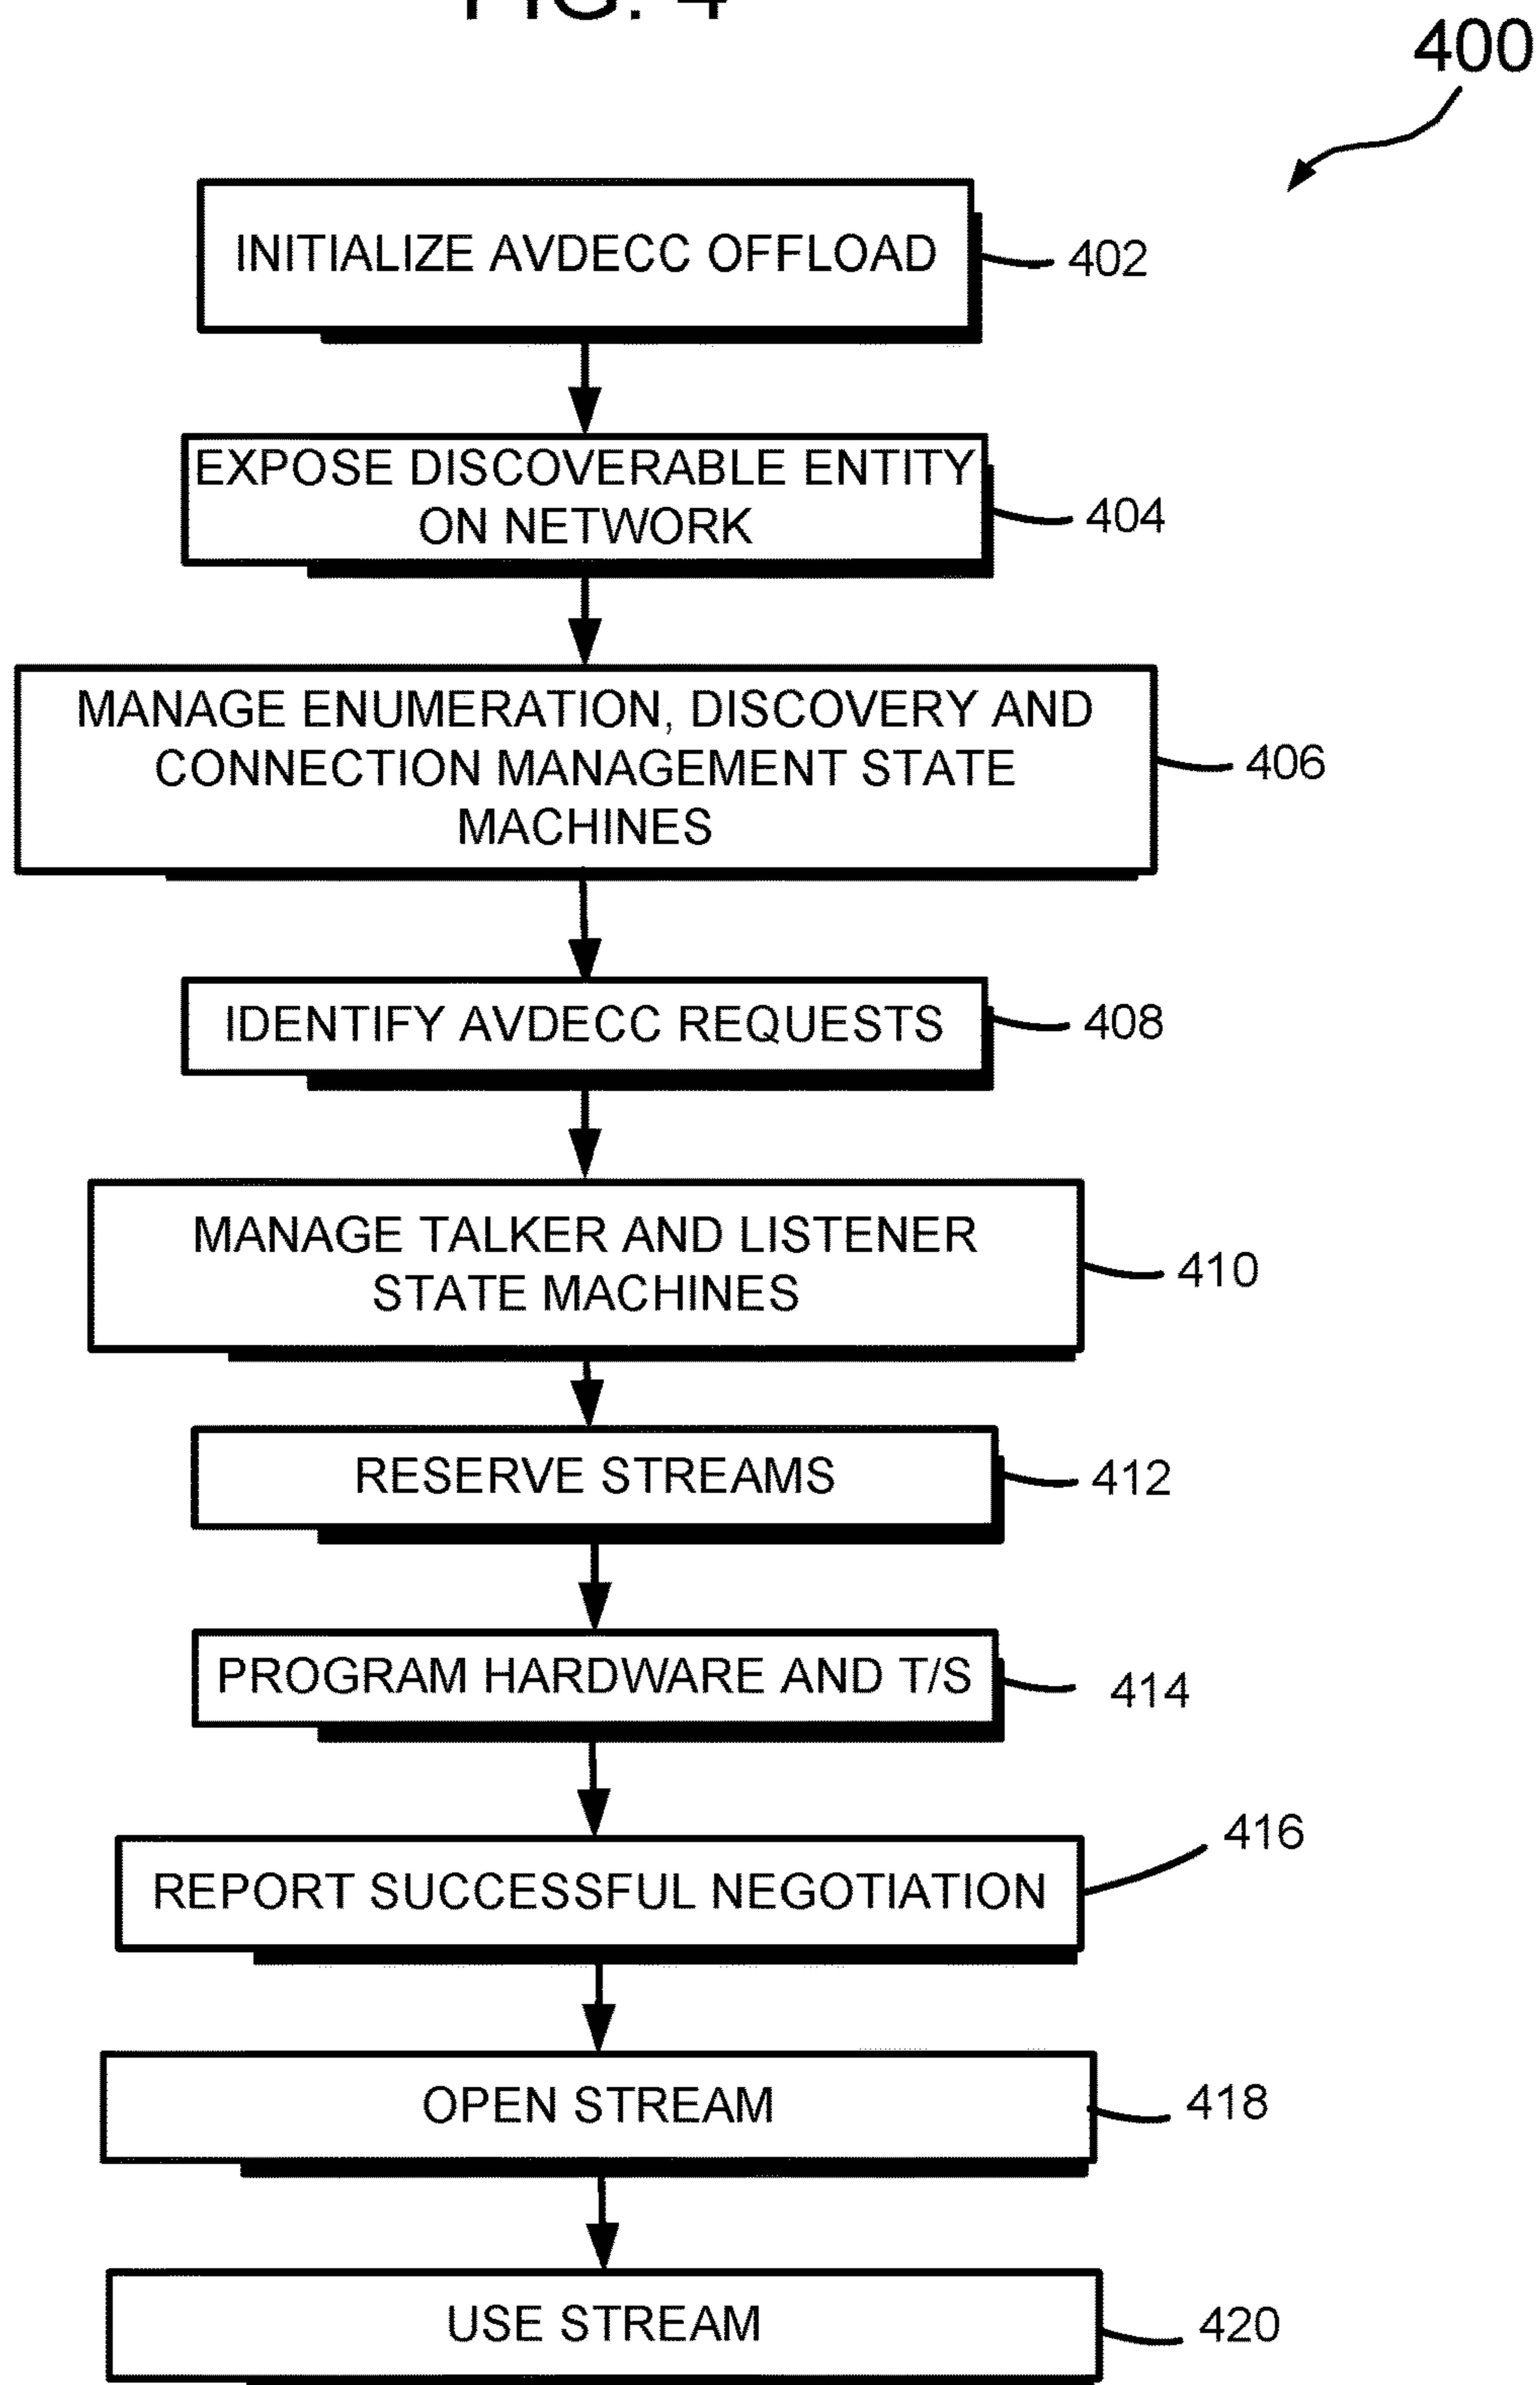 FIG. 4
400
INITIALIZE AVDECC OFFLOAD
402
EXPOSE DISCOVERABLE ENTITY
ON NETWORK
404
MANAGE ENUMERATION, DISCOVERY AND
CONNECTION MANAGEMENT STATE
MACHINES
406
IDENTIFY AVDECC REQUESTS
408
MANAGE TALKER AND LISTENER
STATE MACHINES
410
RESERVE STREAMS
412
PROGRAM HARDWARE AND T/S
414
REPORT SUCCESSFUL NEGOTIATION
416
OPEN STREAM
418
USE STREAM
420